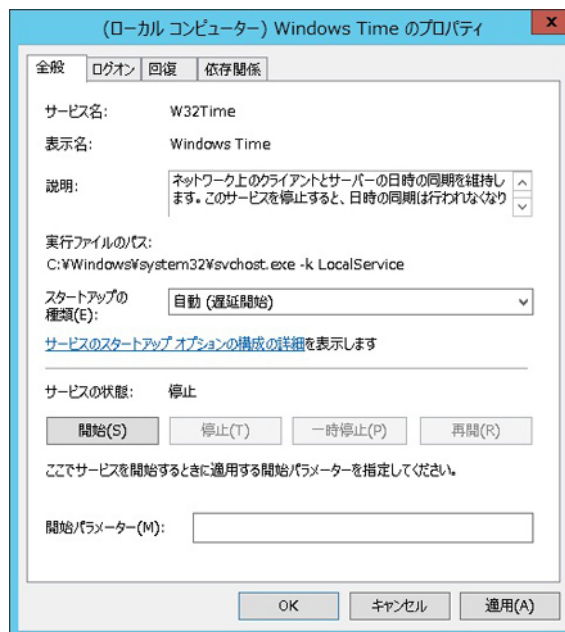 (ローカル コンピューター) Windows Time のプロパティ
x
全般 ログオン 回復 依存関係
サービス名: W32Time
表示名: Windows Time
説明: ネットワーク上のクライアントとサーバーの日時の同期を維持し
ます。このサービスを停止すると、日時の同期は行われなくなり
実行ファイルのパス:
C:¥Windows¥system32¥svchost.exe -k LocalService
スタートアップの
種類(E): 自動 (遅延開始)
サービスのスタートアップ オプションの構成の詳細を表示します
サービスの状態: 停止
開始(S) 停止(T) 一時停止(P) 再開(R)
ここでサービスを開始するときに適用する開始パラメーターを指定してください。
開始パラメーター(M):
OK キャンセル 適用(A)